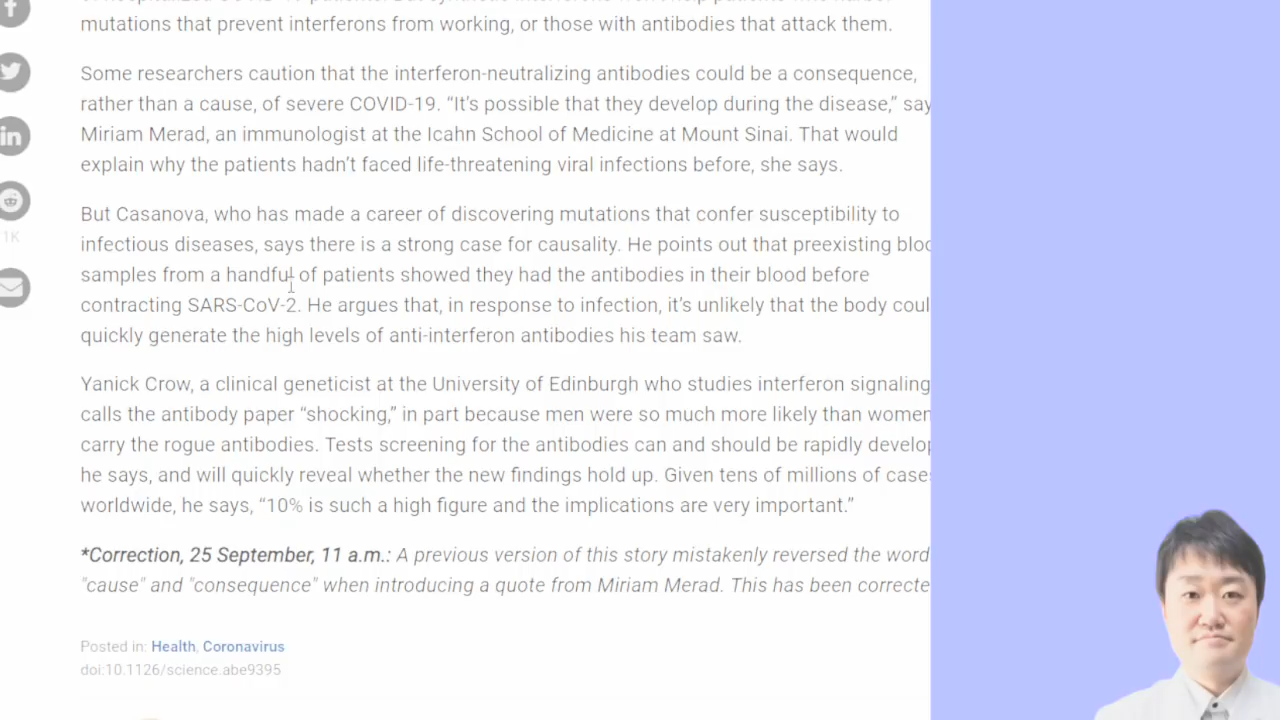 mutations that prevent interferons from working, or those with antibodies that attack them.
Some researchers caution that the interferon-neutralizing antibodies could be a consequence,
rather than a cause, of severe COVID-19. “It’s possible that they develop during the disease,” say
Miriam Merad, an immunologist at the Icahn School of Medicine at Mount Sinai. That would
explain why the patients hadn’t faced life-threatening viral infections before, she says.
But Casanova, who has made a career of discovering mutations that confer susceptibility to
infectious diseases, says there is a strong case for causality. He points out that preexisting bloo
samples from a handful of patients showed they had the antibodies in their blood before
contracting SARS-CoV-2. He argues that, in response to infection, it’s unlikely that the body coul
quickly generate the high levels of anti-interferon antibodies his team saw.
Yanick Crow, a clinical geneticist at the University of Edinburgh who studies interferon signaling
calls the antibody paper “shocking,” in part because men were so much more likely than women
carry the rogue antibodies. Tests screening for the antibodies can and should be rapidly develop
he says, and will quickly reveal whether the new findings hold up. Given tens of millions of cases
worldwide, he says, “10% is such a high figure and the implications are very important.”
*Correction, 25 September, 11 a.m.: A previous version of this story mistakenly reversed the word
"cause" and "consequence" when introducing a quote from Miriam Merad. This has been correcte
1K
Posted in: Health, Coronavirus
doi:10.1126/science.abe9395